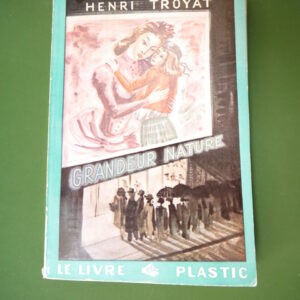 HENRI TROYAT
GRANDEUR NATURE
LE LIVRE PLASTIC